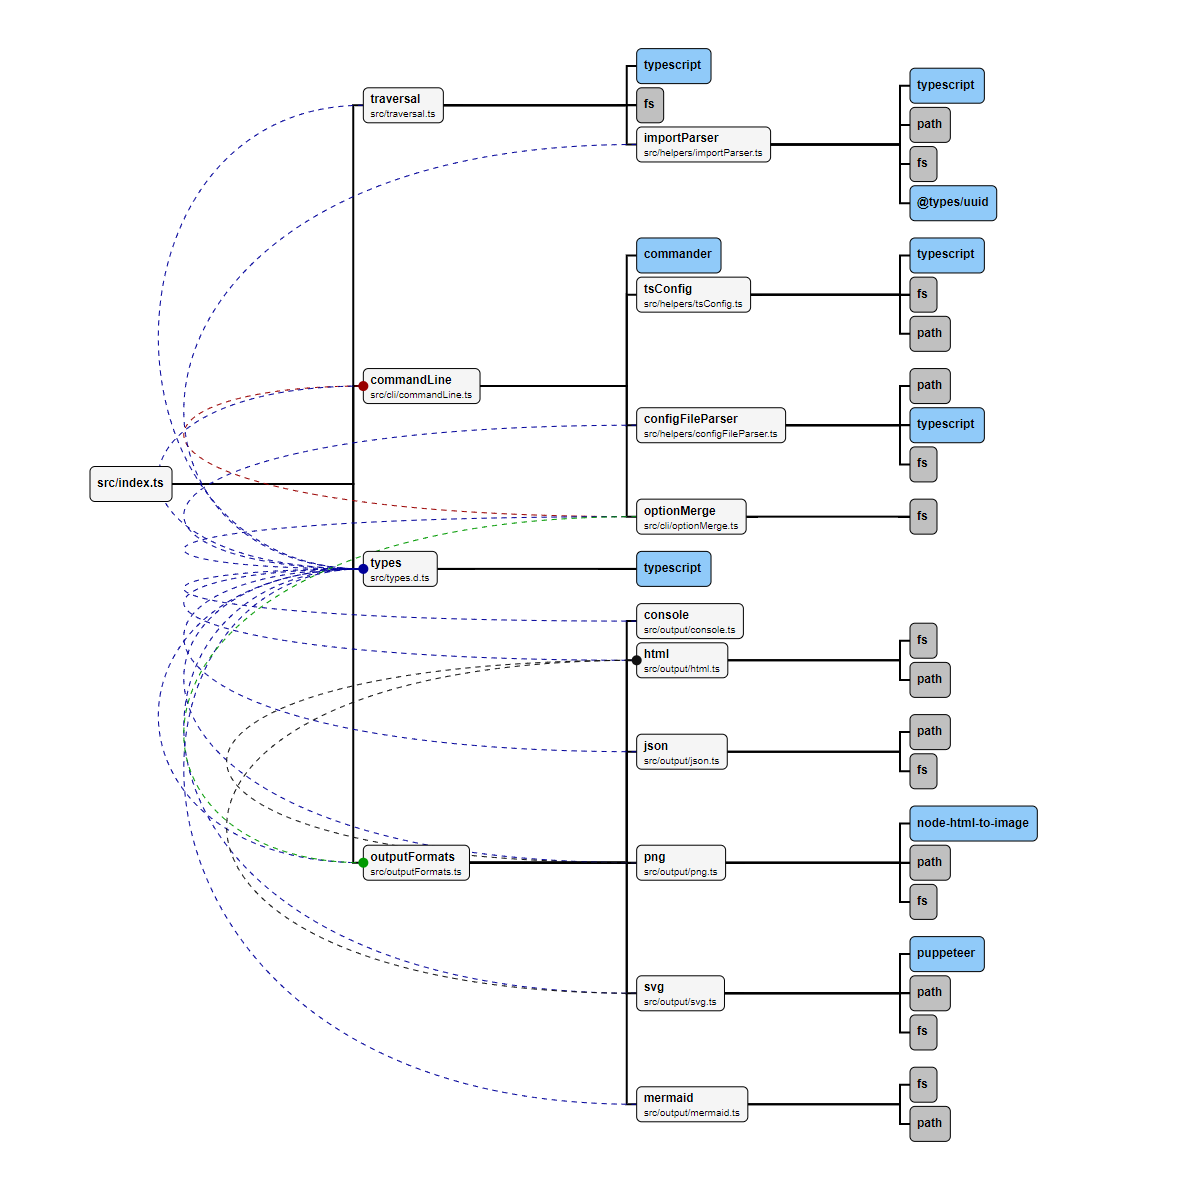 src/index.ts
traversal
src/traversal.ts
typescript
fs
importParser
src/helpers/importParser.ts
typescript
path
fs
@types/uuid
commandLine
src/cli/commandLine.ts
commander
tsConfig
src/helpers/tsConfig.ts
typescript
fs
path
configFileParser
src/helpers/configFileParser.ts
path
typescript
fs
optionMerge
src/cli/optionMerge.ts
fs
types
src/types.d.ts
typescript
outputFormats
src/outputFormats.ts
console
src/output/console.ts
html
src/output/html.ts
fs
path
json
src/output/json.ts
path
fs
png
src/output/png.ts
node-html-to-image
path
fs
svg
src/output/svg.ts
puppeteer
path
fs
mermaid
src/output/mermaid.ts
fs
path